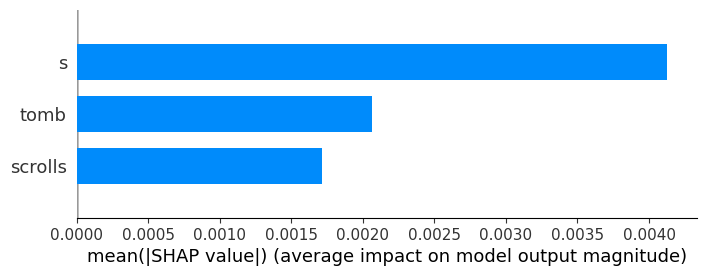 s
tomb
scrolls
0.0000 0.0005 0.0010 0.0015 0.0020 0.0025 0.0030 0.0035 0.0040
mean(|SHAP value|) (average impact on model output magnitude)